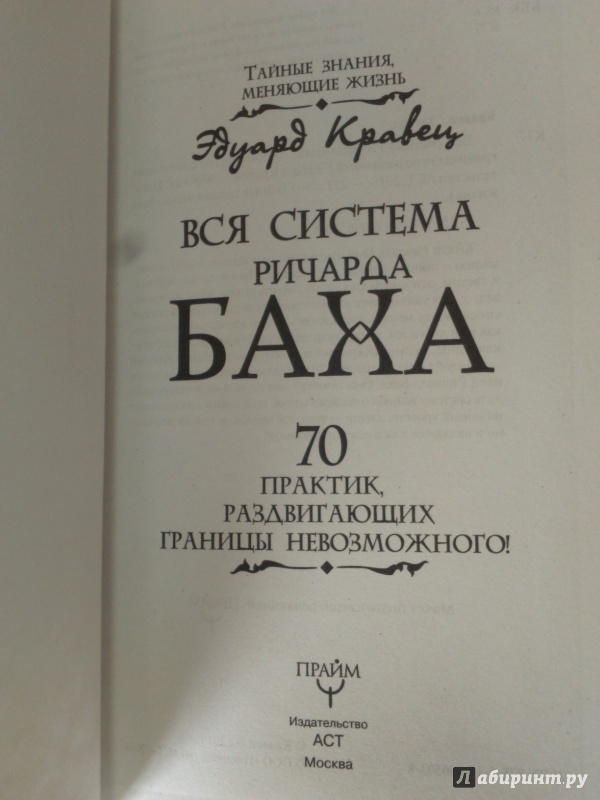 Тайные знания,
меняющие жизнь
Эдуард Кравец
ВСЯ СИСТЕМА
РИЧАРДА
БАХА
70
ПРАКТИК,
РАЗДВИГАЮЩИХ
ГРАНИЦЫ НЕВОЗМОЖНОГО!
ПРАЙМ
Издательство
АСТ
Москва
Лабиринт.ру